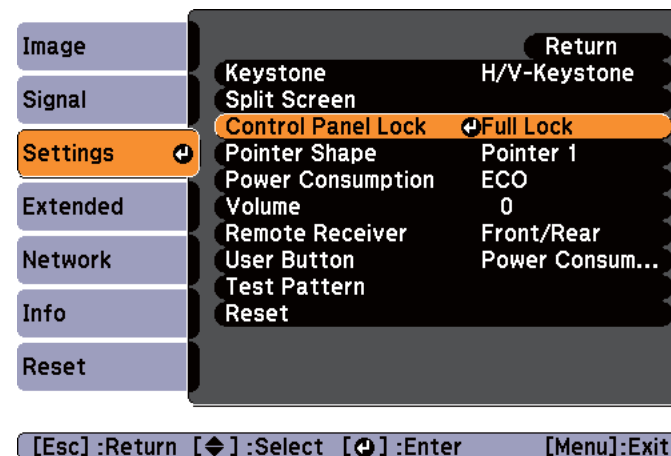 Image
Signal
Settings
Extended
Network
Info
Reset
Return
Keystone H/V-Keystone
Split Screen
Control Panel Lock Full Lock
Pointer Shape Pointer 1
Power Consumption ECO
Volume 0
Remote Receiver Front/Rear
User Button Power Consum...
Test Pattern
Reset
[Esc] :Return [◆] :Select [⏎] :Enter [Menu]:Exit